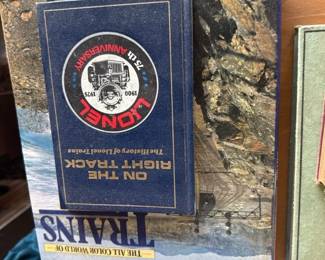 LIONEL
75th ANNIVERSARY
1900 1975
ON THE
RIGHT TRACK
The History of Lionel Trains
THE ALL COLOR WORLD OF
TRAINS